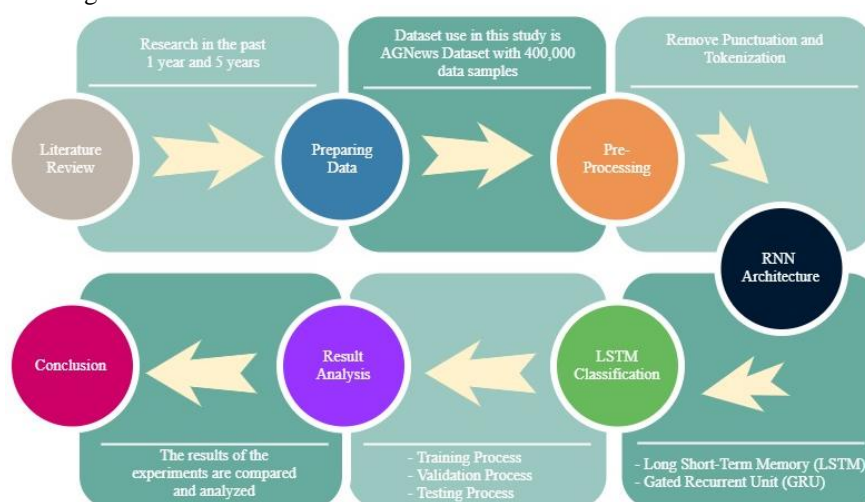 Research in the past
1 year and 5 years
Dataset use in this study is
AGNews Dataset with 400,000
data samples
Remove Punctuation and
Tokenization
Literature
Review
Preparing
Data
Pre-
Processing
RNN
Architecture
Conclusion
Result
Analysis
LSTM
Classification
The results of the
experiments are compared
and analyzed
- Training Process
- Validation Process
- Testing Process
- Long Short-Term Memory (LSTM)
- Gated Recurrent Unit (GRU)